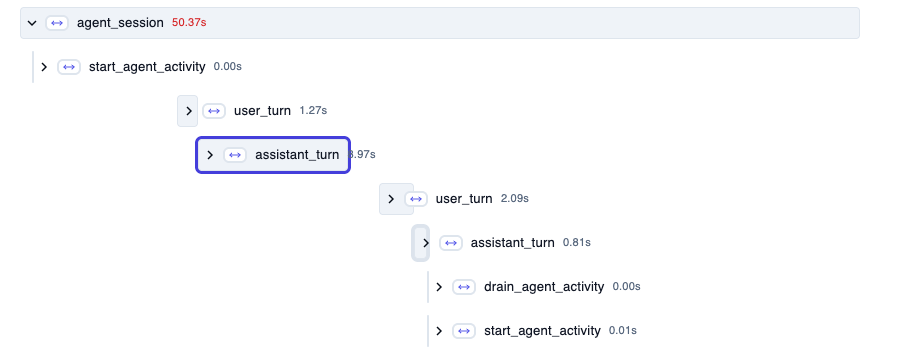 agent_session 50.37s
start_agent_activity 0.00s
user_turn 1.27s
assistant_turn 8.97s
user_turn 2.09s
assistant_turn 0.81s
drain_agent_activity 0.00s
start_agent_activity 0.01s